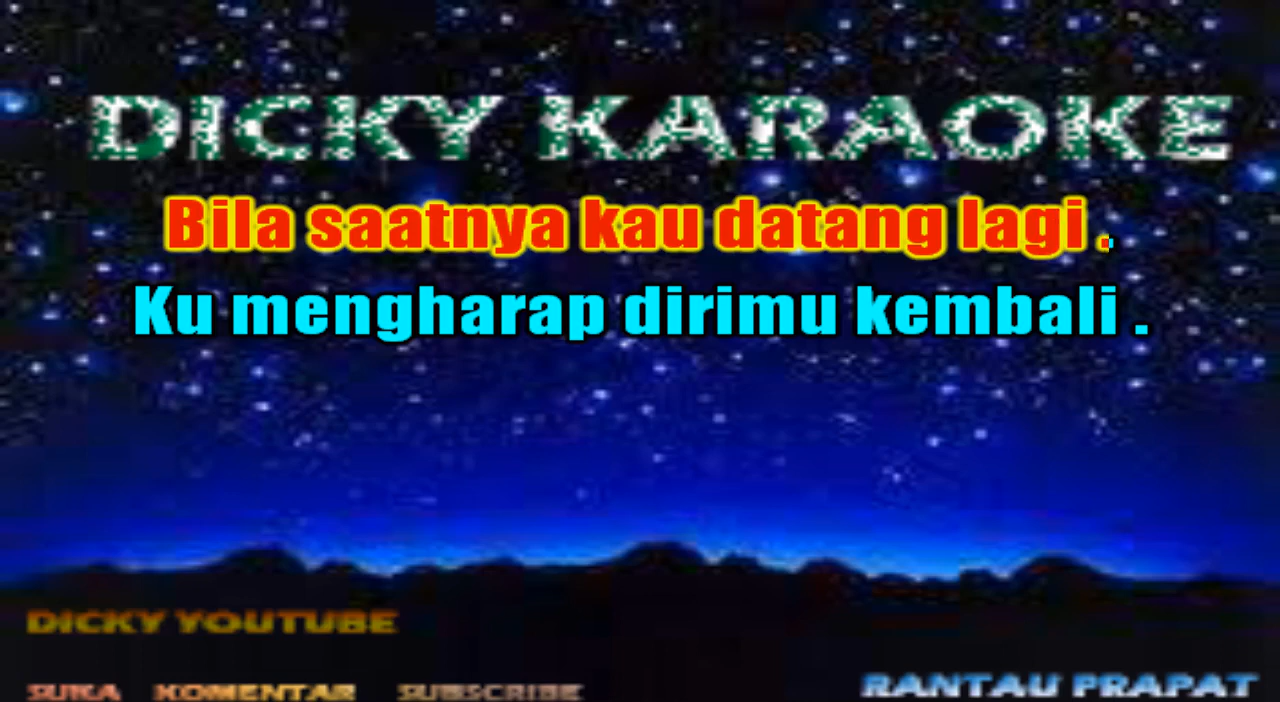 DICKY KARAOKE
Bila saatnya kau datang lagi .
Ku mengharap dirimu kembali .
DICKY YOUTUBE
SUKA KOMENTAR SUBSCRIBE
RANTAU PRAPAT